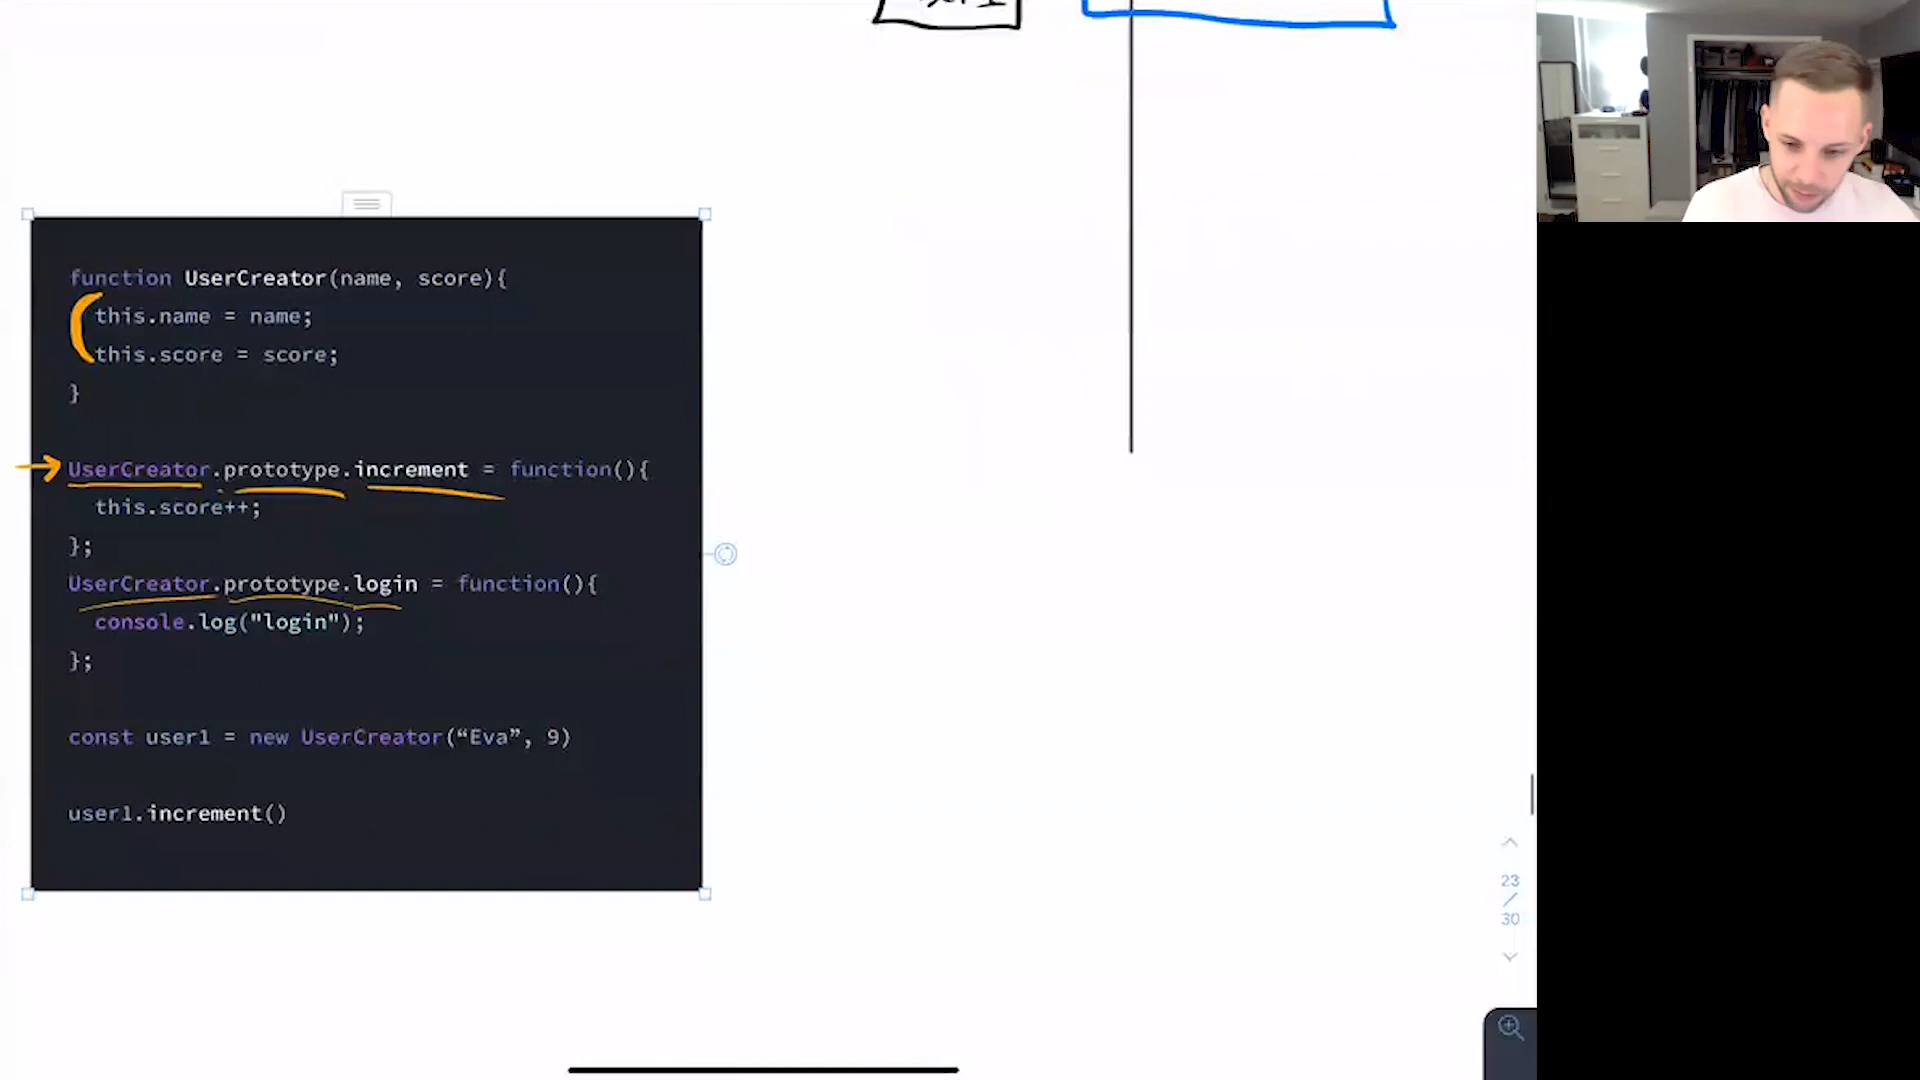 function UserCreator(name, score){
this.name = name;
this.score = score;
}
UserCreator.prototype.increment = function(){
this.score++;
};
UserCreator.prototype.login = function(){
console.log("login");
};
const user1 = new UserCreator(“Eva”, 9)
user1.increment()
23
/
30